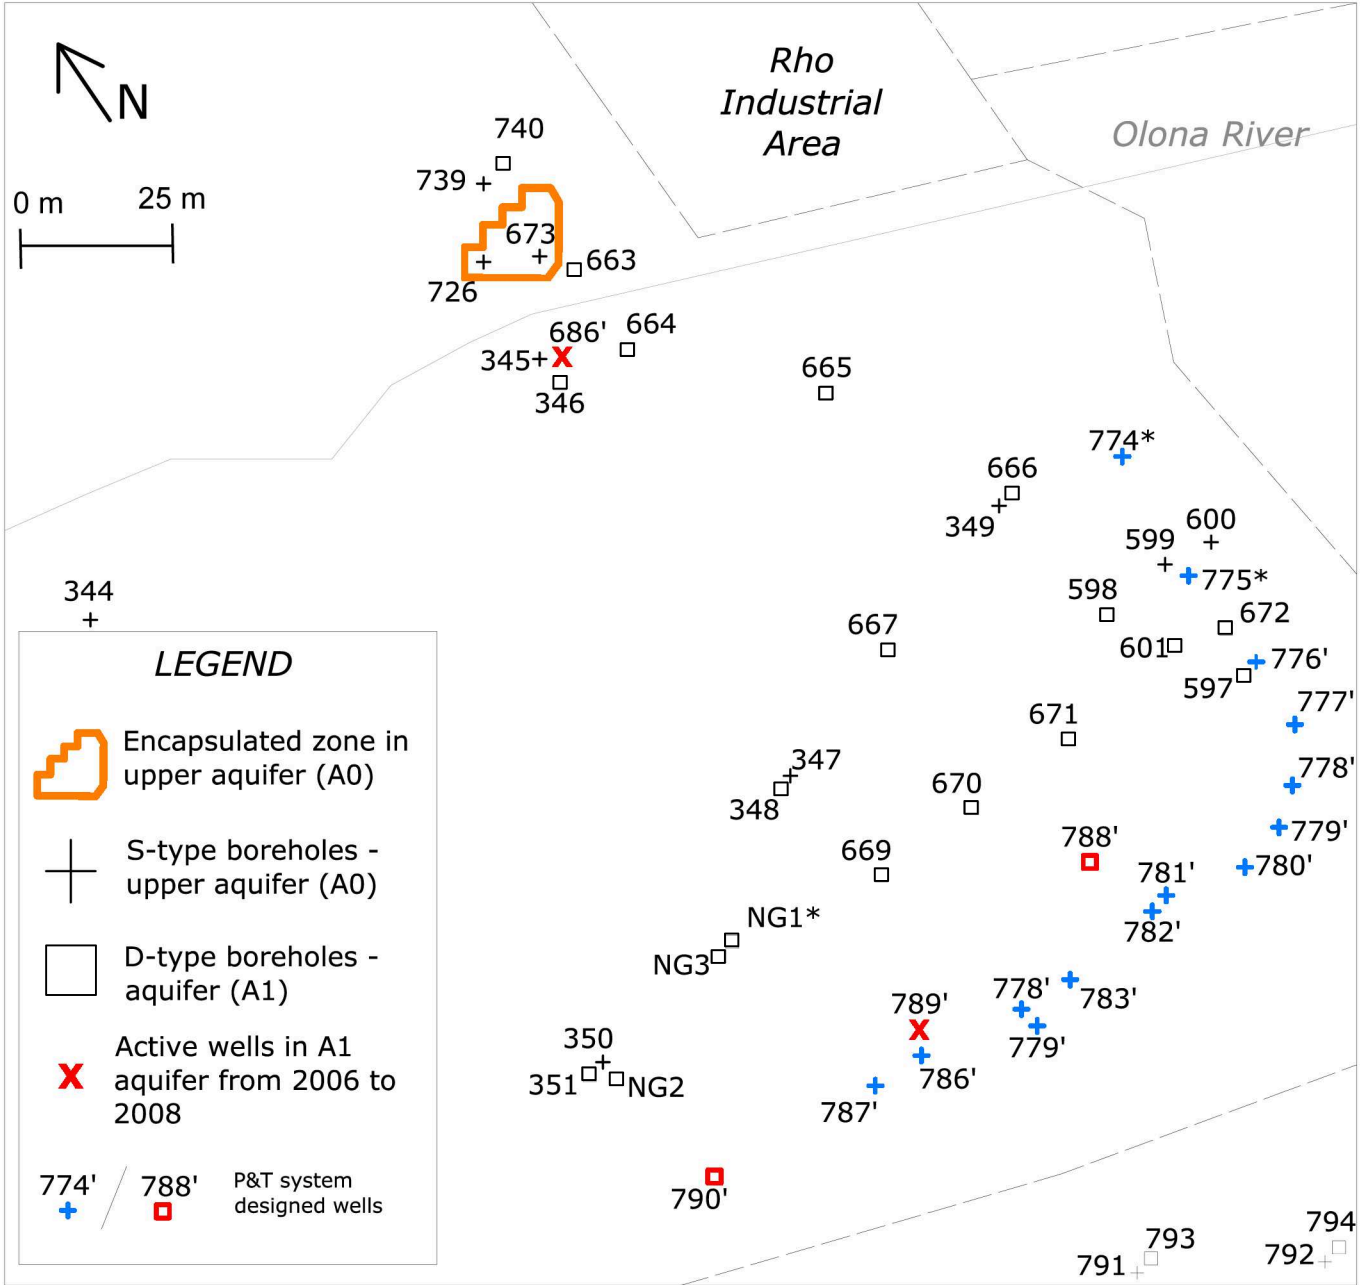 Rho
Industrial
Area
N
Olona River
740
739
0 m
25 m
673
663
726
686'
664
345
346
665
774*
666
349
600
599
775*
344
598
672
667
601
776'
597
777'
671
347
778'
670
348
779'
788'
669
780'
781'
782'
NG1*
NG3
789'
778'
783'
350
779'
351
NG2
786'
787'
790'
794
793
792
791
LEGEND
Encapsulated zone in
upper aquifer (A0)
S-type boreholes -
upper aquifer (A0)
D-type boreholes -
aquifer (A1)
X Active wells in A1
aquifer from 2006 to
2008
774' / 788' P&T system
designed wells